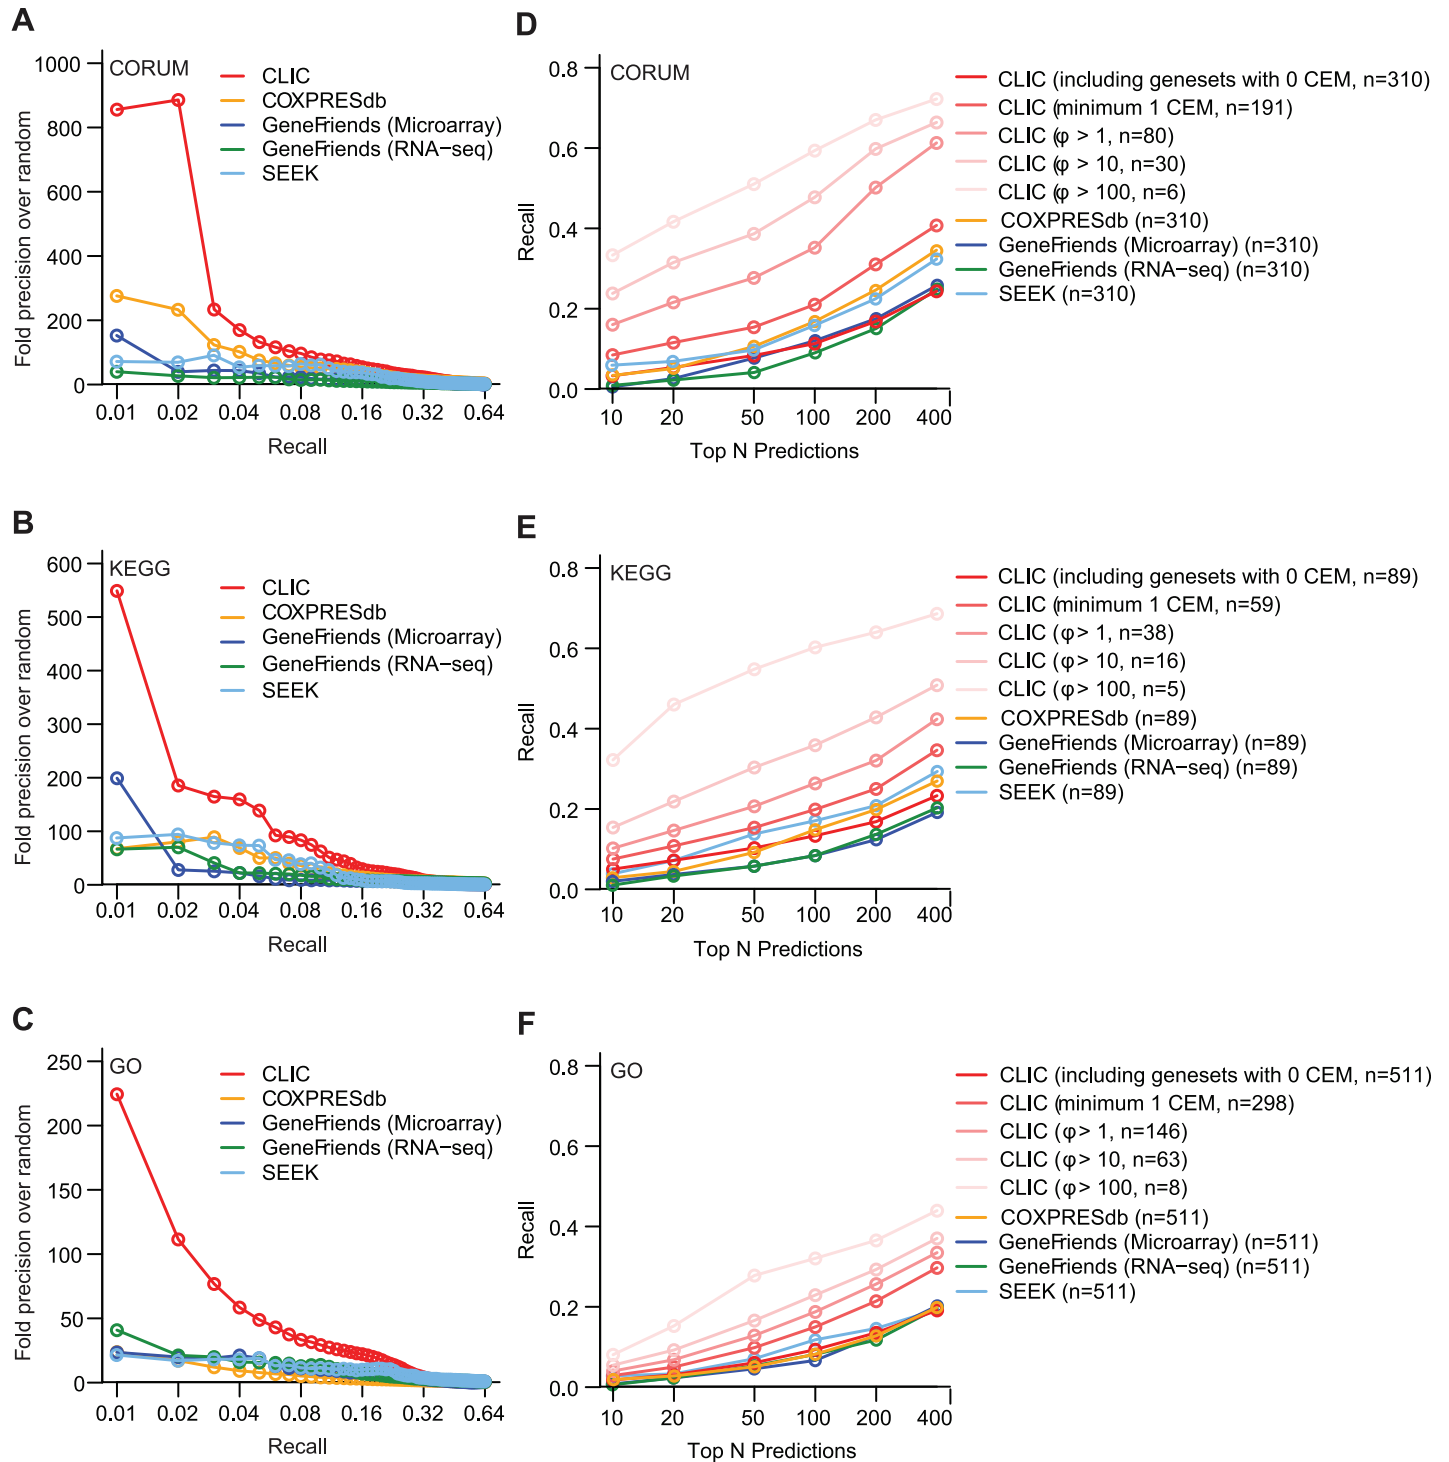 A
1000
800
600
400
200
0
Fold precision over random
CORUM
CLIC
COXPRESdb
GeneFriends (Microarray)
GeneFriends (RNA−seq)
SEEK
0.01 0.02 0.04 0.08 0.16 0.32 0.64
Recall
D
0.8
0.6
0.4
0.2
0.0
Recall
CORUM
10 20 50 100 200 400
Top N Predictions
CLIC (including genesets with 0 CEM, n=310)
CLIC (minimum 1 CEM, n=191)
CLIC (φ > 1, n=80)
CLIC (φ > 10, n=30)
CLIC (φ > 100, n=6)
COXPRESdb (n=310)
GeneFriends (Microarray) (n=310)
GeneFriends (RNA−seq) (n=310)
SEEK (n=310)
B
600
500
400
300
200
100
0
Fold precision over random
KEGG
CLIC
COXPRESdb
GeneFriends (Microarray)
GeneFriends (RNA−seq)
SEEK
0.01 0.02 0.04 0.08 0.16 0.32 0.64
Recall
E
0.8
0.6
0.4
0.2
0.0
Recall
KEGG
10 20 50 100 200 400
Top N Predictions
CLIC (including genesets with 0 CEM, n=89)
CLIC (minimum 1 CEM, n=59)
CLIC (φ > 1, n=38)
CLIC (φ > 10, n=16)
CLIC (φ > 100, n=5)
COXPRESdb (n=89)
GeneFriends (Microarray) (n=89)
GeneFriends (RNA−seq) (n=89)
SEEK (n=89)
C
250
200
150
100
50
0
Fold precision over random
GO
CLIC
COXPRESdb
GeneFriends (Microarray)
GeneFriends (RNA−seq)
SEEK
0.01 0.02 0.04 0.08 0.16 0.32 0.64
Recall
F
0.8
0.6
0.4
0.2
0.0
Recall
GO
10 20 50 100 200 400
Top N Predictions
CLIC (including genesets with 0 CEM, n=511)
CLIC (minimum 1 CEM, n=298)
CLIC (φ > 1, n=146)
CLIC (φ > 10, n=63)
CLIC (φ > 100, n=8)
COXPRESdb (n=511)
GeneFriends (Microarray) (n=511)
GeneFriends (RNA−seq) (n=511)
SEEK (n=511)